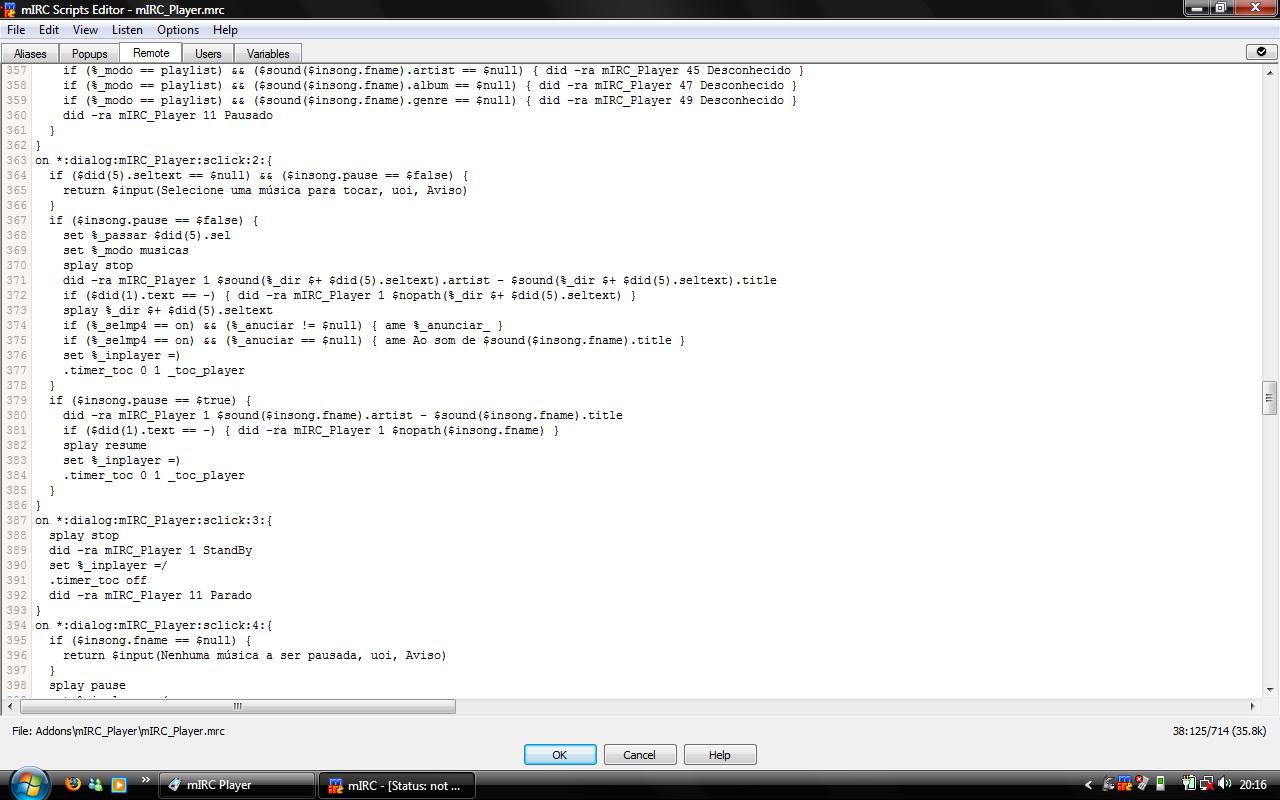 mIRC Scripts Editor - mIRC_Player.mrc
File Edit View Listen Options Help
Aliases Popups Remote Users Variables
357 if (%_modo == playlist) && ($sound($insong.fname).artist == $null) { did -ra mIRC_Player 45 Desconhecido }
358 if (%_modo == playlist) && ($sound($insong.fname).album == $null) { did -ra mIRC_Player 47 Desconhecido }
359 if (%_modo == playlist) && ($sound($insong.fname).genre == $null) { did -ra mIRC_Player 49 Desconhecido }
360 did -ra mIRC_Player 11 Pausado
361 }
362 }
363 on *:dialog:mIRC_Player:sclick:2:{
364 if ($did(5).seltext == $null) && ($insong.pause == $false) {
365 return $input(Selecione uma música para tocar, uoi, Aviso)
366 }
367 if ($insong.pause == $false) {
368 set %_passar $did(5).sel
369 set %_modo musicas
370 splay stop
371 did -ra mIRC_Player 1 $sound(%_dir $+ $did(5).seltext).artist - $sound(%_dir $+ $did(5).seltext).title
372 if ($did(1).text == -) { did -ra mIRC_Player 1 $nopath(%_dir $+ $did(5).seltext) }
373 splay %_dir $+ $did(5).seltext
374 if (%_selmp4 == on) && (%_anuciar != $null) { ame %_anunciar_ }
375 if (%_selmp4 == on) && (%_anuciar == $null) { ame Ao som de $sound($insong.fname).title }
376 set %_inplayer =)
377 .timer_toc 0 1 _toc_player
378 }
379 if ($insong.pause == $true) {
380 did -ra mIRC_Player 1 $sound($insong.fname).artist - $sound($insong.fname).title
381 if ($did(1).text == -) { did -ra mIRC_Player 1 $nopath($insong.fname) }
382 splay resume
383 set %_inplayer =)
384 .timer_toc 0 1 _toc_player
385 }
386 }
387 on *:dialog:mIRC_Player:sclick:3:{
388 splay stop
389 did -ra mIRC_Player 1 StandBy
390 set %_inplayer =/
391 .timer_toc off
392 did -ra mIRC_Player 11 Parado
393 }
394 on *:dialog:mIRC_Player:sclick:4:{
395 if ($insong.fname == $null) {
396 return $input(Nenhuma música a ser pausada, uoi, Aviso)
397 }
398 splay pause
File: Addons\mIRC_Player\mIRC_Player.mrc 38:125/714 (35.8k)
OK Cancel Help
mIRC Player mIRC - [Status: not ... 20:16